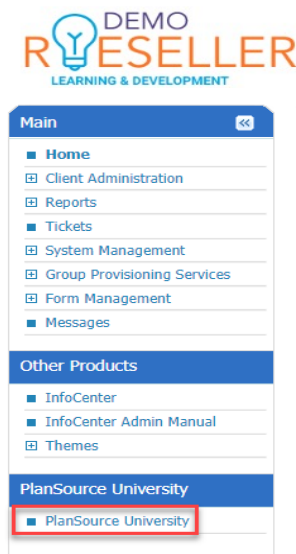 DEMO
RESELLER
LEARNING & DEVELOPMENT
Main
Home
Client Administration
Reports
Tickets
System Management
Group Provisioning Services
Form Management
Messages
Other Products
InfoCenter
InfoCenter Admin Manual
Themes
PlanSource University
PlanSource University